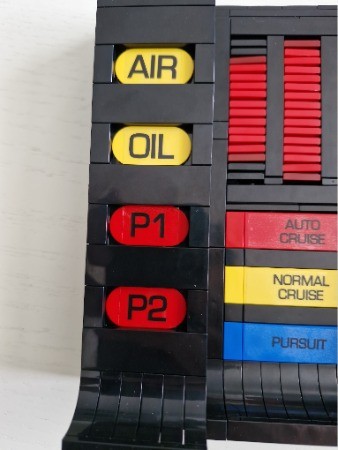 AIR
OIL
P1
P2
AUTO
CRUISE
NORMAL
CRUISE
PURSUIT